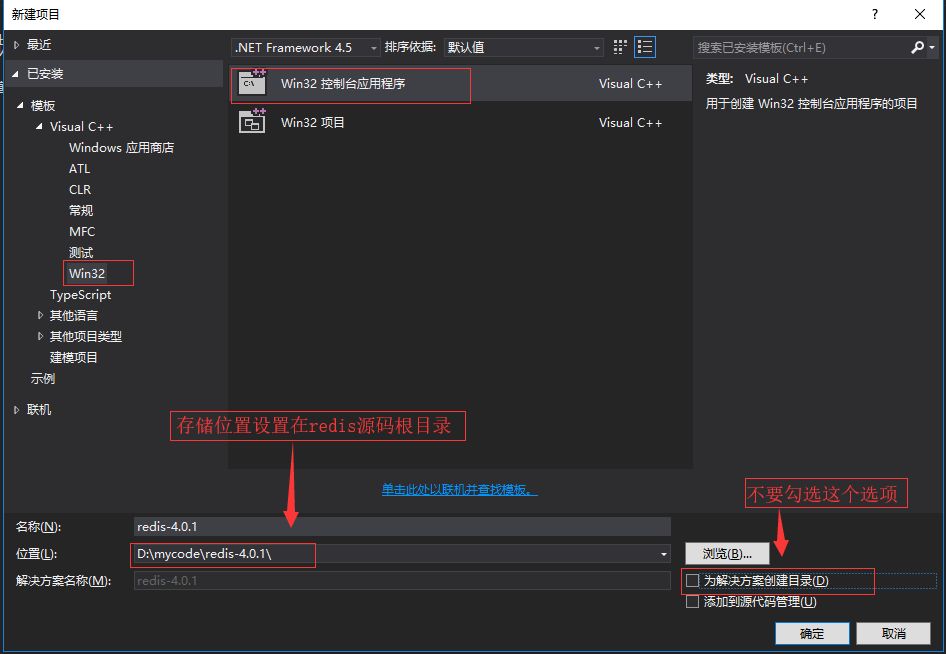 新建项目
? ×
最近
.NET Framework 4.5 排序依据: 默认值
搜索已安装模板(Ctrl+E)
已安装
模板
Visual C++
Windows 应用商店
ATL
CLR
常规
MFC
测试
Win32
TypeScript
其他语言
其他项目类型
建模项目
示例
联机
Win32 控制台应用程序 Visual C++
Win32 项目 Visual C++
类型: Visual C++
用于创建 Win32 控制台应用程序的项目
存储位置设置在redis源码根目录
单击此处以联机并查找模板。
不要勾选这个选项
名称(N): redis-4.0.1
位置(L): D:\mycode\redis-4.0.1\ 浏览(B)...
解决方案名称(M): redis-4.0.1 为解决方案创建目录(D)
添加到源代码管理(U)
确定 取消